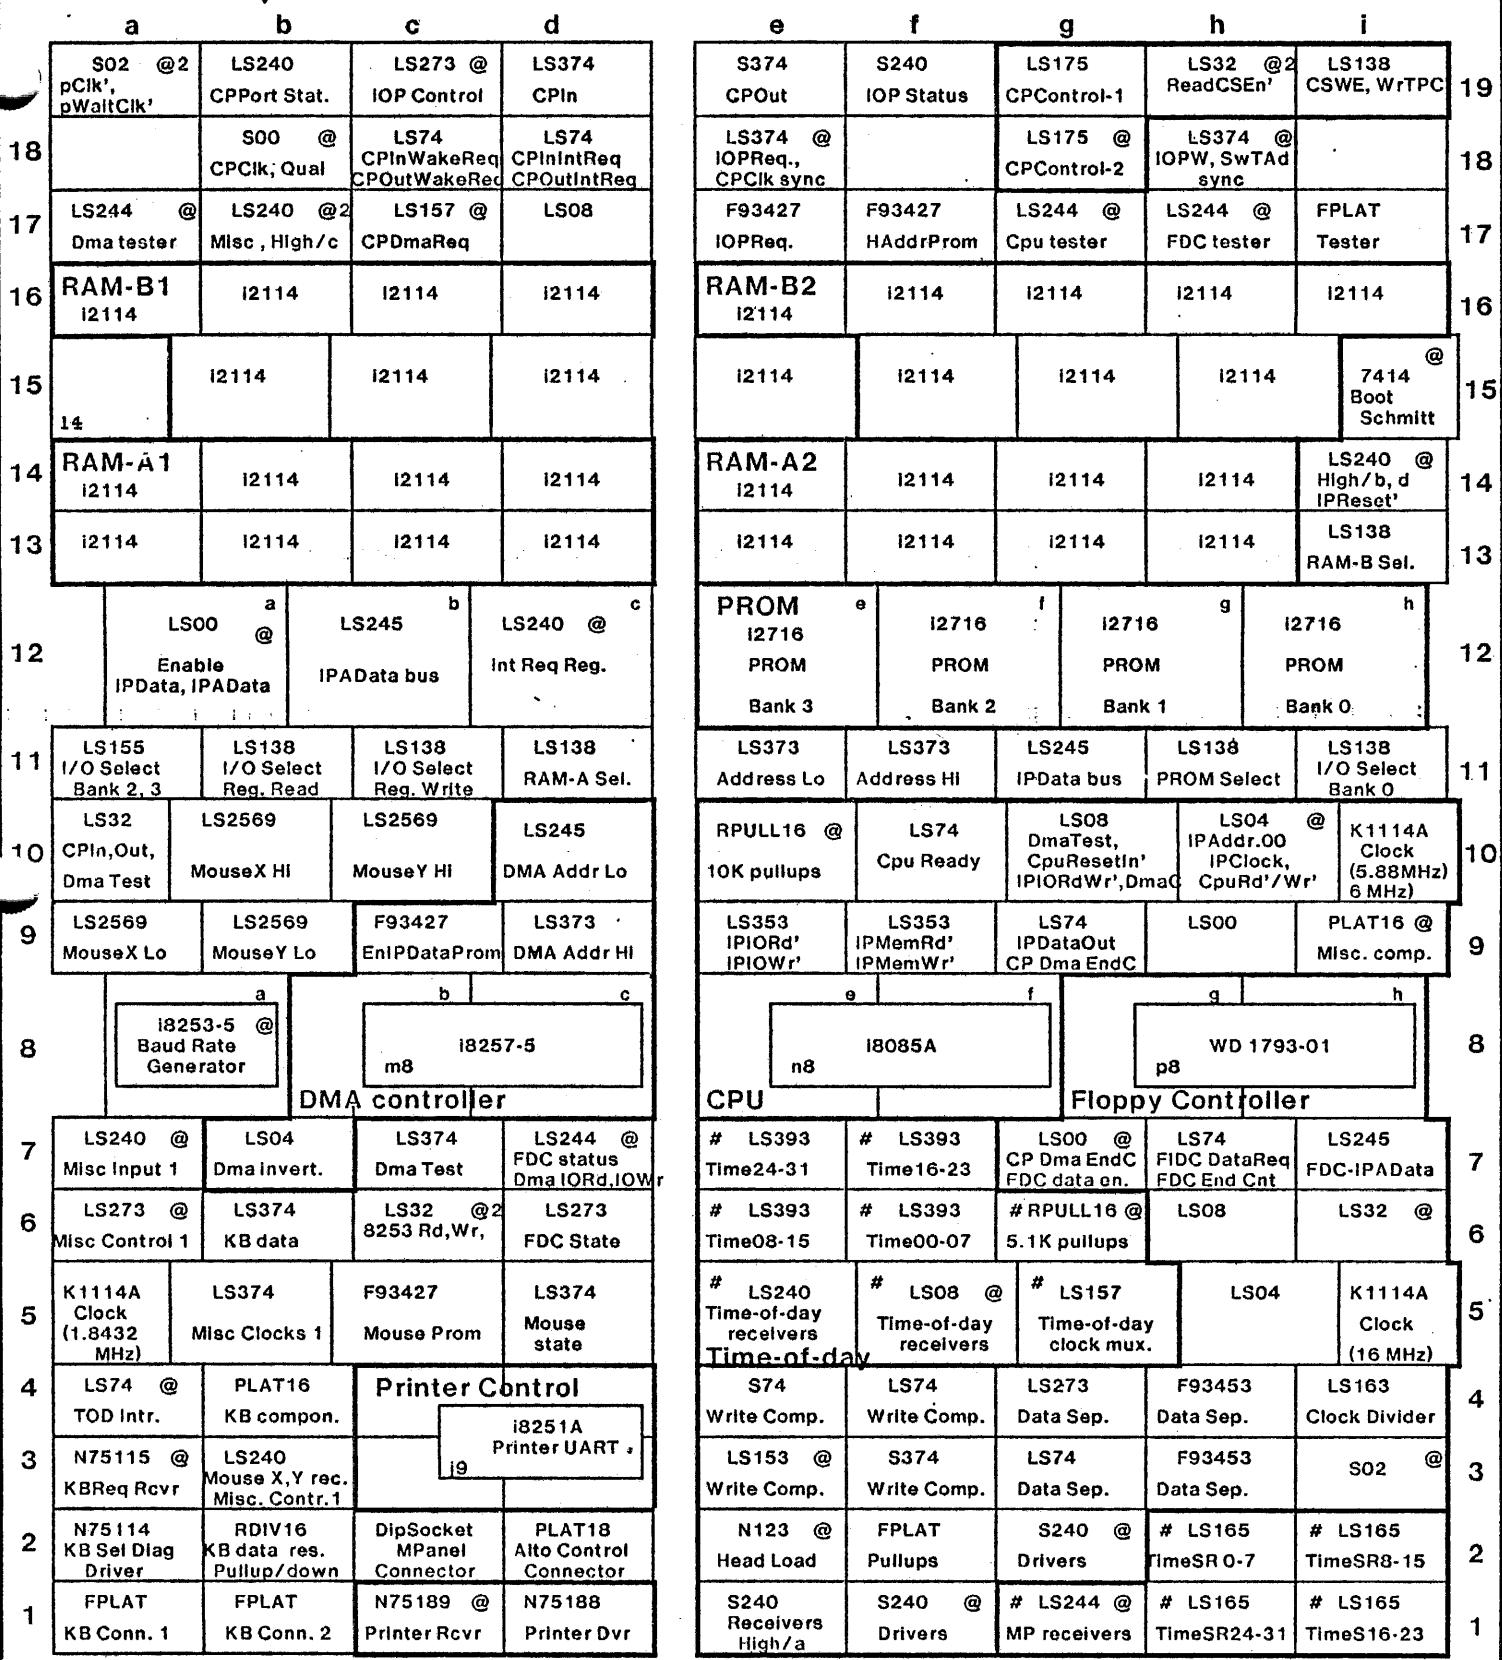 a b c d e f g h i
S02 @2
pClk',
pWaitClk'
LS240
CPPort Stat.
LS273 @
IOP Control
LS374
CPIn
S374
CPOut
S240
IOP Status
LS175
CPControl-1
LS32 @2
ReadCSEn'
LS138
CSWE, WrTPC
19
18
S00 @
CPClk, Qual
LS74
CPInWakeReq
CPOutWakeReq
LS74
CPInIntReq
CPOutIntReq
LS374 @
IOPReq.,
CPClk sync
LS175 @
CPControl-2
LS374 @
IOPW, SwTAd
sync
18
17
LS244 @
Dma tester
LS240 @2
Misc, High/c
LS157 @
CPDmaReq
LS08
F93427
IOPReq.
F93427
HAddrProm
LS244 @
Cpu tester
LS244 @
FDC tester
FPLAT
Tester
17
16
RAM-B1
i2114
i2114
i2114
i2114
RAM-B2
i2114
i2114
i2114
i2114
i2114
16
15
14
i2114
i2114
i2114
i2114
i2114
i2114
i2114
@
7414
Boot
Schmitt
15
14
RAM-A1
i2114
i2114
i2114
i2114
RAM-A2
i2114
i2114
i2114
i2114
LS240 @
High/b, d
IPReset'
14
13
i2114
i2114
i2114
i2114
i2114
i2114
i2114
i2114
LS138
RAM-B Sel.
13
12
a
LS00 @
Enable
IPData, IPAData
b
LS245
IPAData bus
c
LS240 @
Int Req Reg.
PROM e
i2716
PROM
Bank 3
f
i2716
PROM
Bank 2
g
i2716
PROM
Bank 1
h
i2716
PROM
Bank 0
12
11
LS155
I/O Select
Bank 2, 3
LS138
I/O Select
Reg. Read
LS138
I/O Select
Reg. Write
LS138
RAM-A Sel.
LS373
Address Lo
LS373
Address Hi
LS245
IPData bus
LS138
PROM Select
LS138
I/O Select
Bank 0
11
10
LS32
CPIn,Out,
Dma Test
LS2569
MouseX Hi
LS2569
MouseY Hi
LS245
DMA Addr Lo
RPULL16 @
10K pullups
LS74
Cpu Ready
LS08
DmaTest,
CpuResetIn'
IPIORdWr',DmaC
LS04 @
IPAddr.00
IPClock,
CpuRd'/Wr'
K1114A
Clock
(5.88MHz)
6 MHz)
10
9
LS2569
MouseX Lo
LS2569
MouseY Lo
F93427
EnIPDataProm
LS373
DMA Addr Hi
LS353
IPIORd'
IPIOWr'
LS353
IPMemRd'
IPMemWr'
LS74
IPDataOut
CP Dma EndC
LS00
PLAT16 @
Misc. comp.
9
8
a
i8253-5 @
Baud Rate
Generator
b c
i8257-5
m8
DMA controller
e f
i8085A
n8
CPU
g h
WD 1793-01
p8
Floppy Controller
8
7
LS240 @
Misc Input 1
LS04
Dma invert.
LS374
Dma Test
LS244 @
FDC status
Dma IORd,IOWr
# LS393
Time24-31
# LS393
Time16-23
LS00 @
CP Dma EndC
FDC data en.
LS74
FIDC DataReq
FDC End Cnt
LS245
FDC-IPAData
7
6
LS273 @
Misc Control 1
LS374
KB data
LS32 @2
8253 Rd,Wr,
LS273
FDC State
# LS393
Time08-15
# LS393
Time00-07
# RPULL16 @
5.1K pullups
LS08
LS32 @
6
5
K1114A
Clock
(1.8432
MHz)
LS374
Misc Clocks 1
F93427
Mouse Prom
LS374
Mouse
state
# LS240
Time-of-day
receivers
Time-of-day
# LS08 @
Time-of-day
receivers
# LS157
Time-of-day
clock mux.
LS04
K1114A
Clock
(16 MHz)
5
4
LS74 @
TOD Intr.
PLAT16
KB compon.
Printer Control
S74
Write Comp.
LS74
Write Comp.
LS273
Data Sep.
F93453
Data Sep.
LS163
Clock Divider
4
3
N75115 @
KBReq Rcvr
LS240
Mouse X,Y rec.
Misc. Contr.1
i8251A
Printer UART
j9
LS153 @
Write Comp.
S374
Write Comp.
LS74
Data Sep.
F93453
Data Sep.
S02 @
3
2
N75114
KB Sel Diag
Driver
RDIV16
KB data res.
Pullup/down
DipSocket
MPanel
Connector
PLAT18
Alto Control
Connector
N123 @
Head Load
FPLAT
Pullups
S240 @
Drivers
# LS165
TimeSR 0-7
# LS165
TimeSR8-15
2
1
FPLAT
KB Conn. 1
FPLAT
KB Conn. 2
N75189 @
Printer Rcvr
N75188
Printer Dvr
S240
Receivers
High/a
S240 @
Drivers
# LS244 @
MP receivers
# LS165
TimeSR24-31
# LS165
TimeS16-23
1